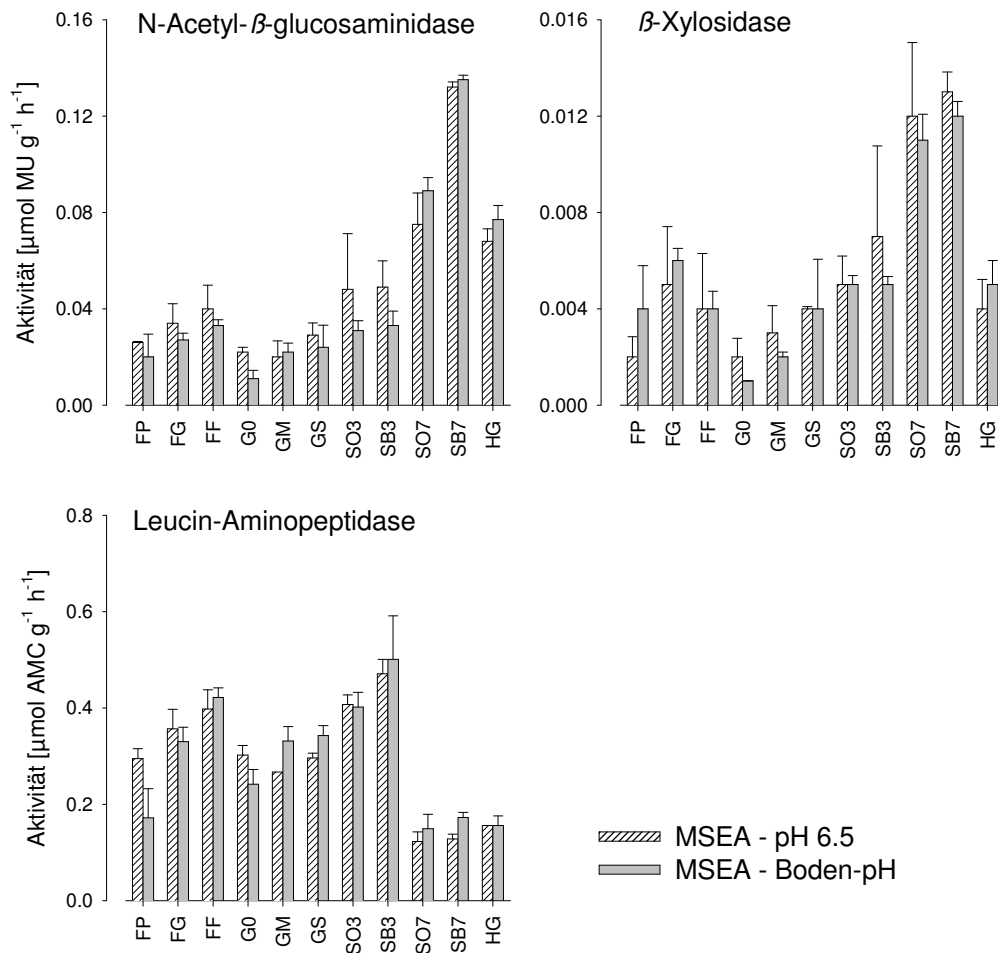 N-Acetyl-ß-glucosaminidase
Aktivität [µmol MU g⁻¹ h⁻¹]
0.16
0.12
0.08
0.04
0.00
FP FG FF G0 GM GS SO3 SB3 SO7 SB7 HG
ß-Xylosidase
0.016
0.012
0.008
0.004
0.000
FP FG FF G0 GM GS SO3 SB3 SO7 SB7 HG
Leucin-Aminopeptidase
Aktivität [µmol AMC g⁻¹ h⁻¹]
0.8
0.6
0.4
0.2
0.0
FP FG FF G0 GM GS SO3 SB3 SO7 SB7 HG
MSEA - pH 6.5
MSEA - Boden-pH